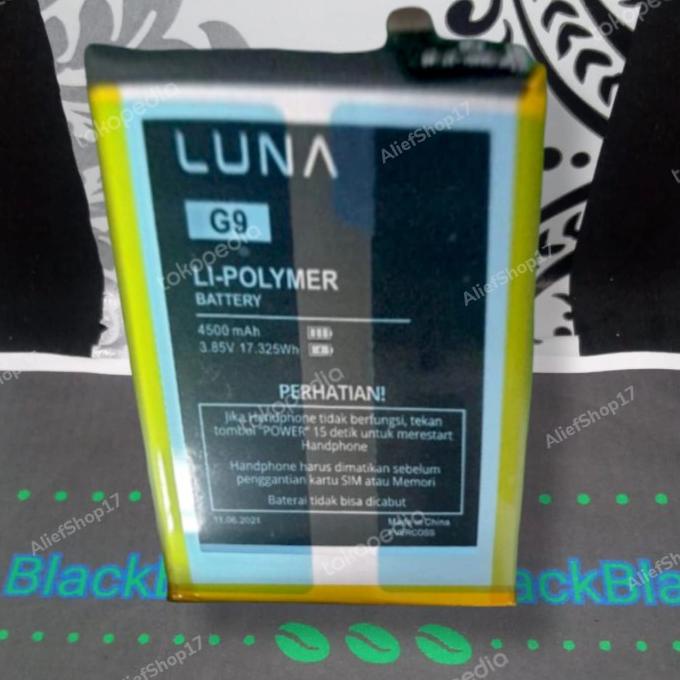 LUNA
G9
LI-POLYMER
BATTERY
4500 mAh
3.85V 17.325Wh
PERHATIAN!
Jika Handphone tidak berfungsi, tekan
tombol "POWER" 15 detik untuk merestart
Handphone
Handphone harus dimatikan sebelum
penggantian kartu SIM atau Memori
Baterai tidak bisa dicabut
11.06.2021
Made in China
EVERCOSS
tokopedia
AliefShop17